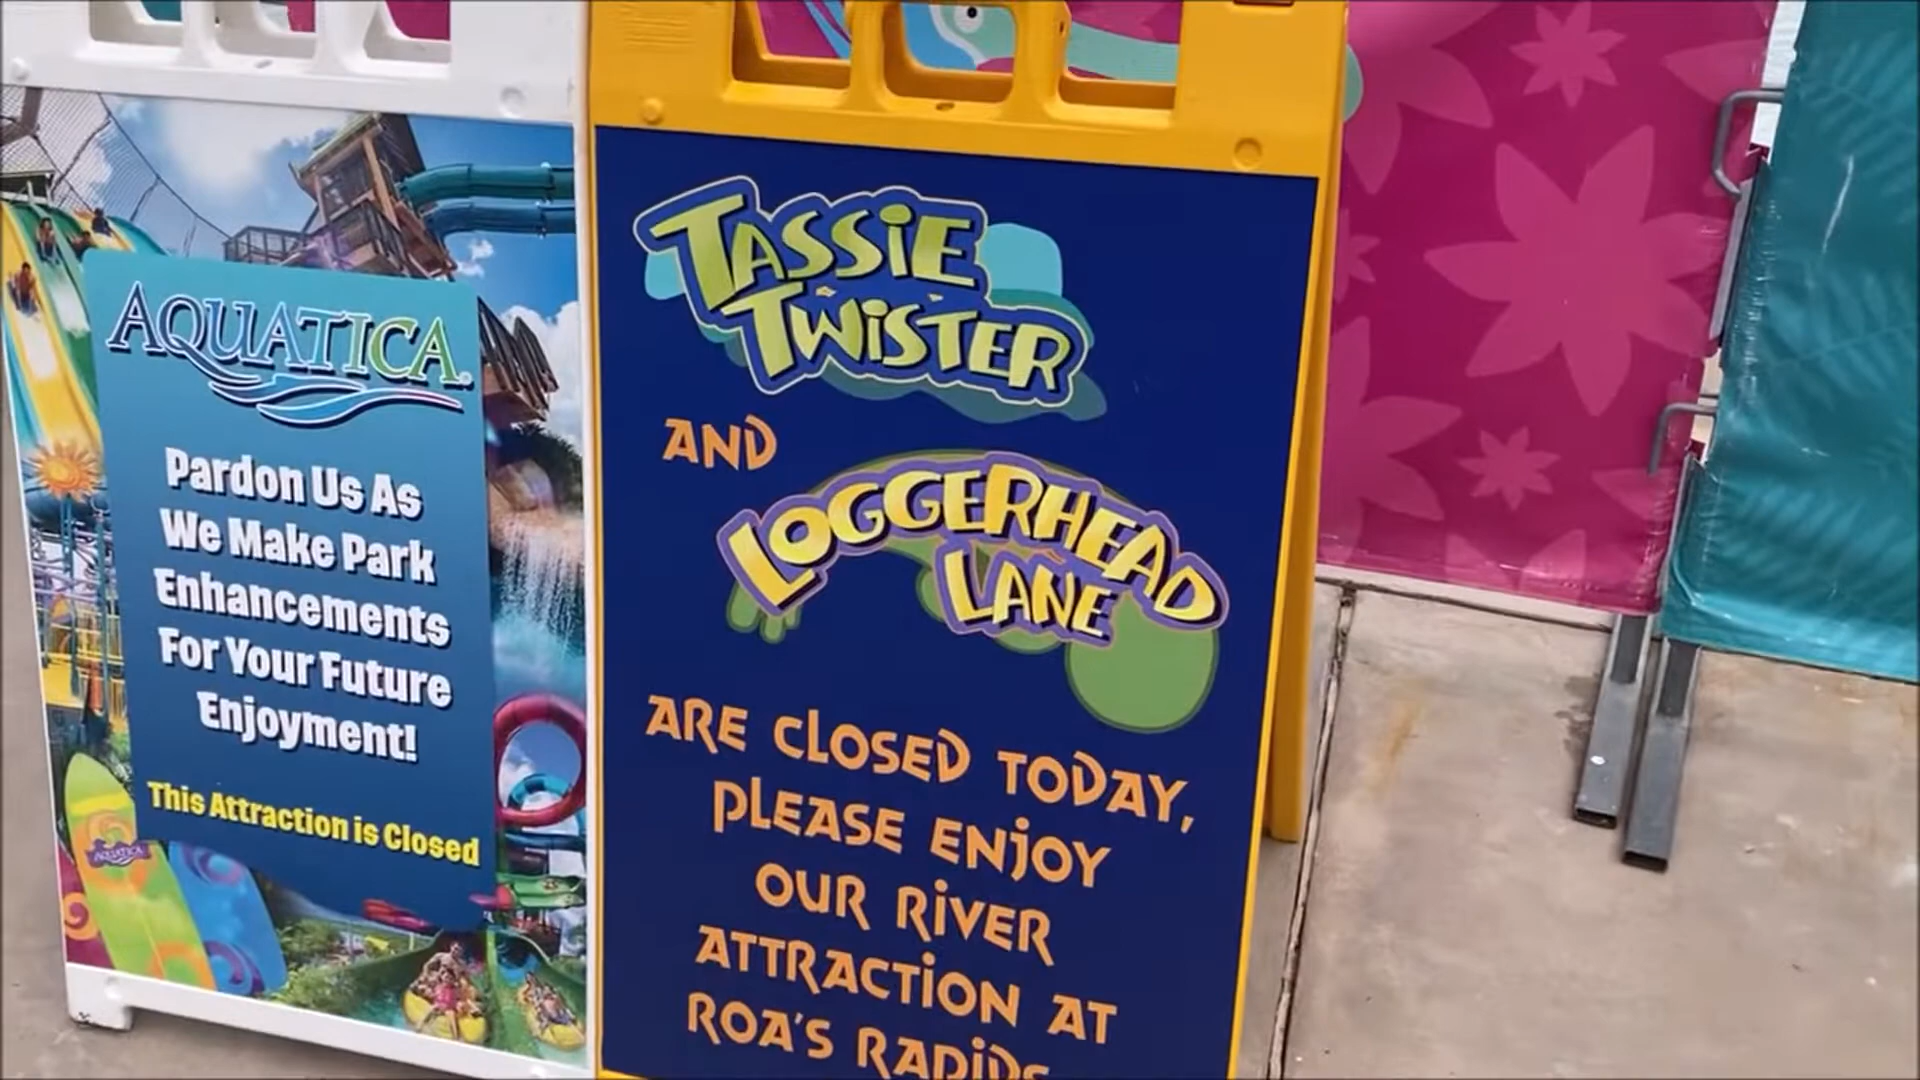 AQUATICA
Pardon Us As
We Make Park
Enhancements
For Your Future
Enjoyment!
This Attraction is Closed
AQUATICA
TASSiE
TWiSTER
AND
LOGGERHEAD
LANE
ARE CLOSED TODAY,
PLEASE ENJOY
OUR RiVER
ATTRACTiON AT
ROA'S RAPiDS